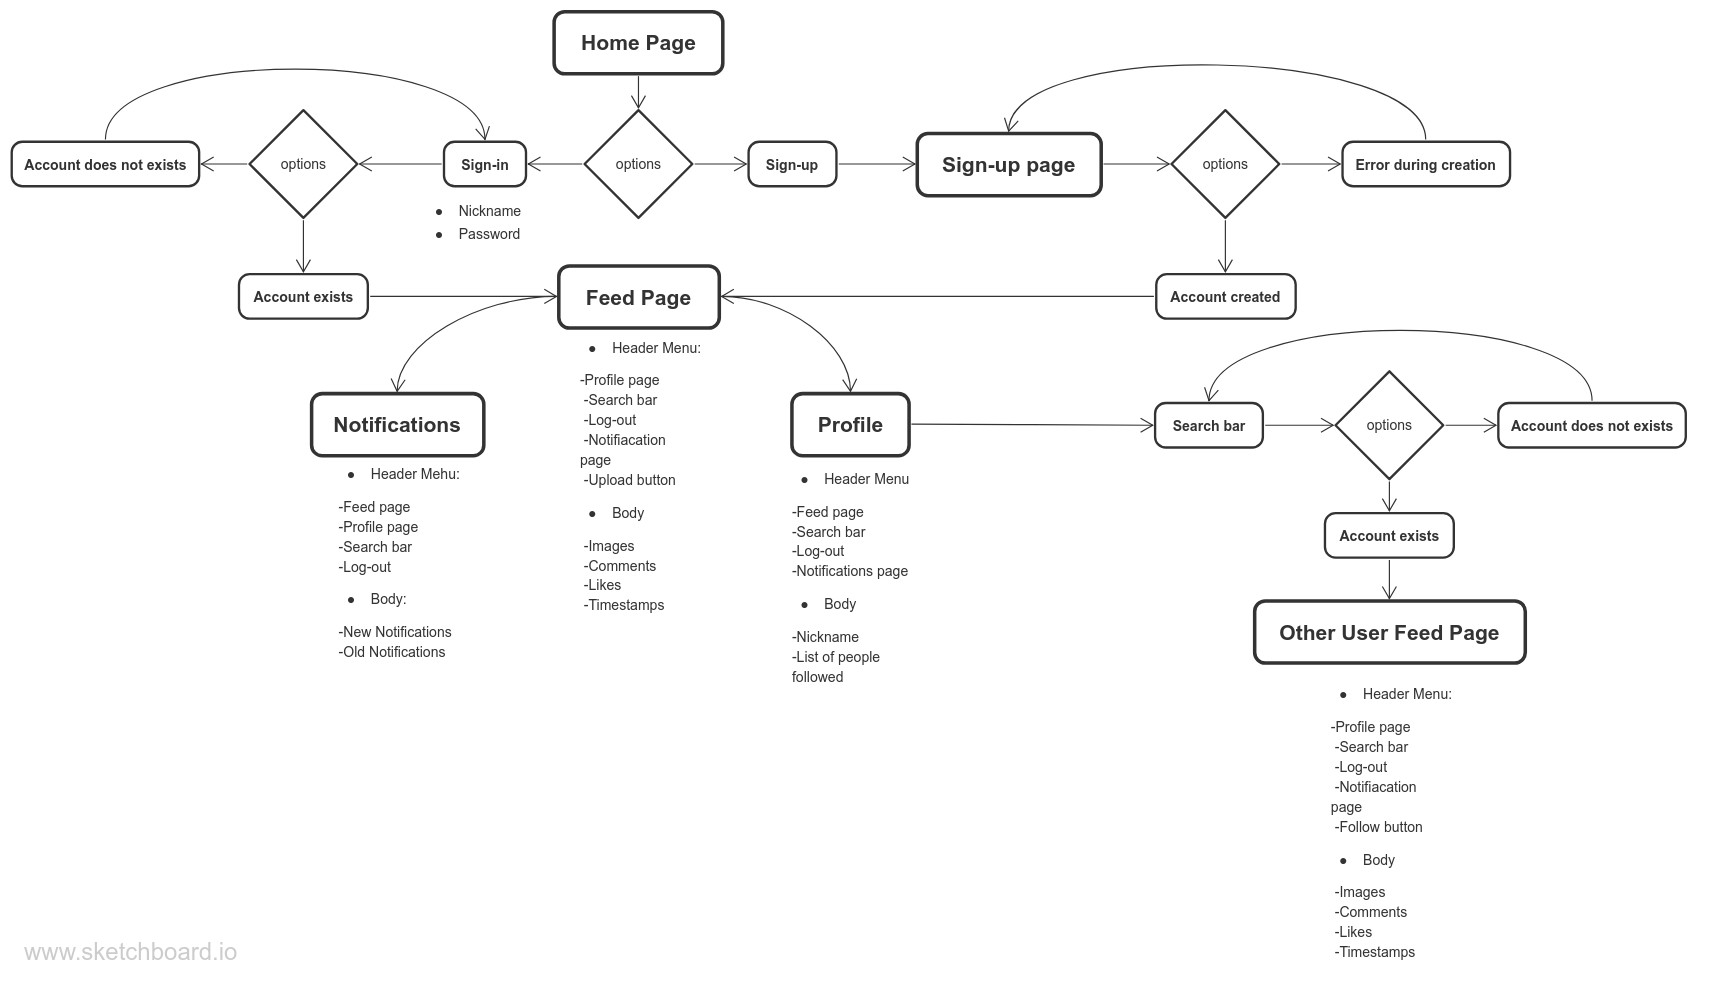 Home Page
Account does not exists
options
Sign-in
options
Sign-up
Sign-up page
options
Error during creation
● Nickname
● Password
Account exists
Feed Page
Account created
● Header Menu:
-Profile page
-Search bar
-Log-out
-Notifiacation
page
-Upload button
● Body
-Images
-Comments
-Likes
-Timestamps
Notifications
● Header Mehu:
-Feed page
-Profile page
-Search bar
-Log-out
● Body:
-New Notifications
-Old Notifications
Profile
● Header Menu
-Feed page
-Search bar
-Log-out
-Notifications page
● Body
-Nickname
-List of people
followed
Search bar
options
Account does not exists
Account exists
Other User Feed Page
● Header Menu:
-Profile page
-Search bar
-Log-out
-Notifiacation
page
-Follow button
● Body
-Images
-Comments
-Likes
-Timestamps
www.sketchboard.io